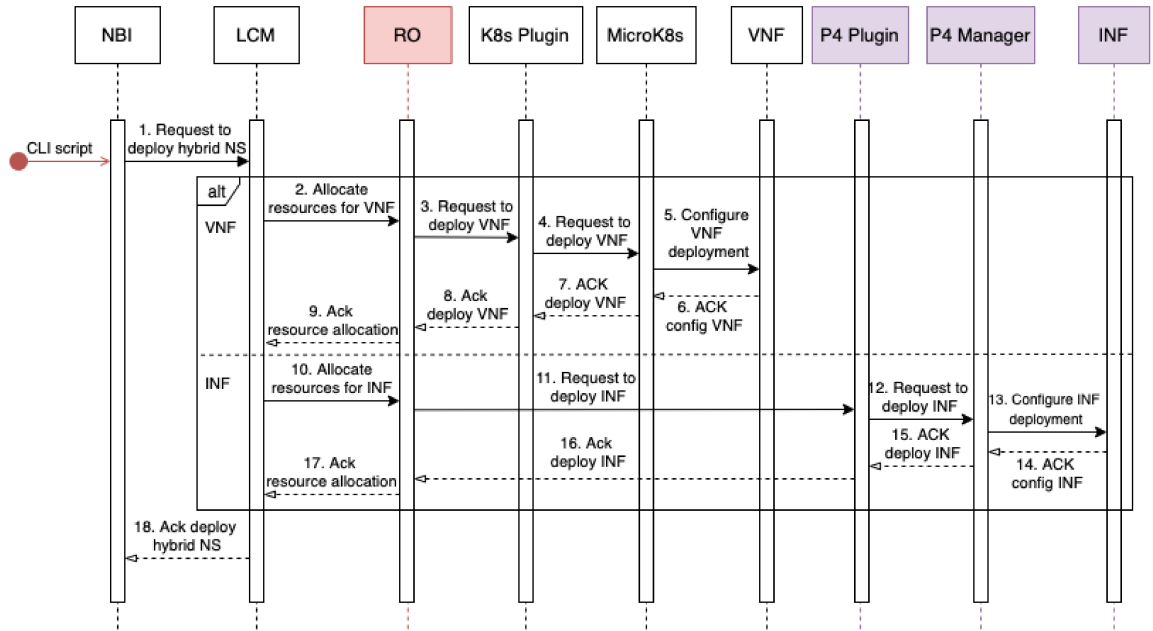 NBI
LCM
RO
K8s Plugin
MicroK8s
VNF
P4 Plugin
P4 Manager
INF
CLI script
1. Request to
deploy hybrid NS
alt
VNF
2. Allocate
resources for VNF
3. Request to
deploy VNF
4. Request to
deploy VNF
5. Configure
VNF
deployment
6. ACK
config VNF
7. ACK
deploy VNF
8. Ack
deploy VNF
9. Ack
resource allocation
INF
10. Allocate
resources for INF
11. Request to
deploy INF
12. Request to
deploy INF
13. Configure INF
deployment
14. ACK
config INF
15. ACK
deploy INF
16. Ack
deploy INF
17. Ack
resource allocation
18. Ack deploy
hybrid NS